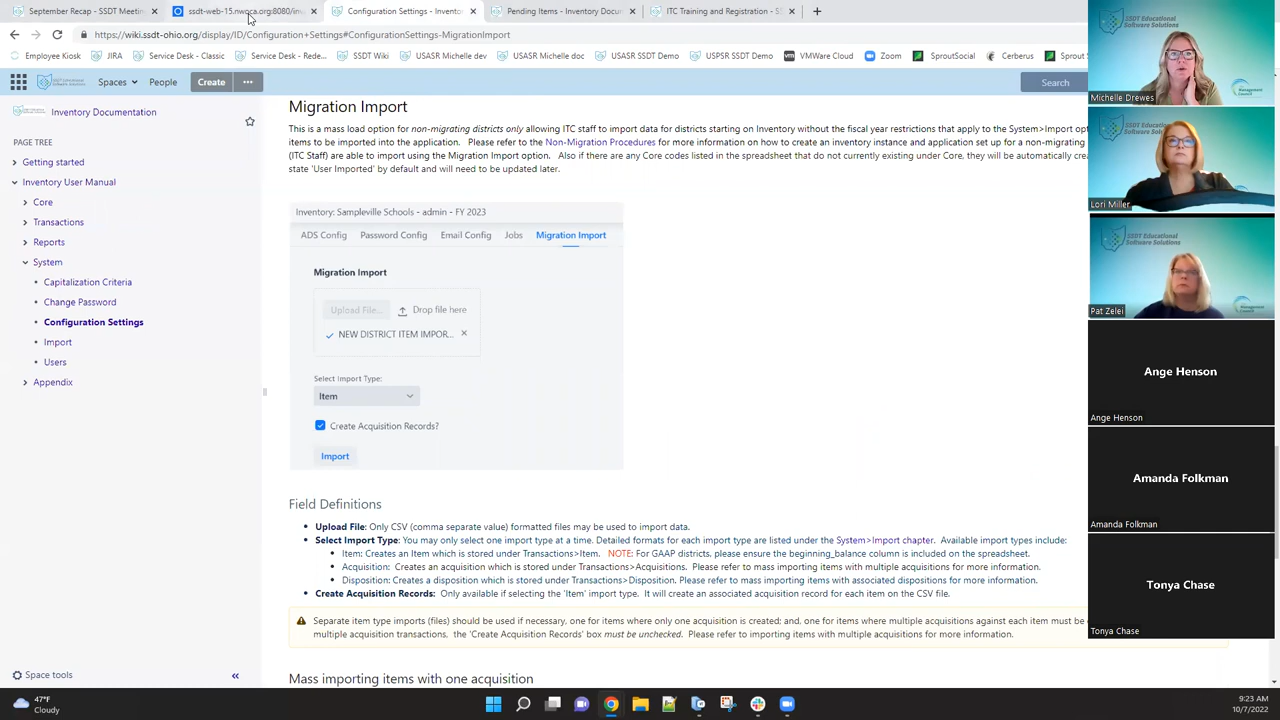 September Recap - SSDT Meetin
ssdt-web-15.nwoca.org:8080/inv
Configuration Settings - Invento
Pending Items - Inventory Docum
ITC Training and Registration - SS
wiki.ssdt-ohio.org/display/ID/Configuration+Settings#ConfigurationSettings-MigrationImport
Employee Kiosk
JIRA
Service Desk - Classic
Service Desk - Rede...
SSDT Wiki
USASR Michelle dev
USASR Michelle doc
USASR SSDT Demo
USPSR SSDT Demo
VMWare Cloud
Zoom
SproutSocial
Cerberus
Sprout
Spaces
People
Create
Search
Inventory Documentation
PAGE TREE
Getting started
Inventory User Manual
Core
Transactions
Reports
System
Capitalization Criteria
Change Password
Configuration Settings
Import
Users
Appendix
Space tools
Migration Import
This is a mass load option for non-migrating districts only allowing ITC staff to import data for districts starting on Inventory without the fiscal year restrictions that apply to the System>Import opt
items to be imported into the application. Please refer to the Non-Migration Procedures for more information on how to create an inventory instance and application set up for a non-migrating
(ITC Staff) are able to import using the Migration Import option. Also if there are any Core codes listed in the spreadsheet that do not currently existing under Core, they will be automatically cre
state 'User Imported' by default and will need to be updated later.
Inventory: Sampleville Schools - admin - FY 2023
ADS Config Password Config Email Config Jobs Migration Import
Migration Import
Upload File... Drop file here
NEW DISTRICT ITEM IMPOR...
Select Import Type:
Item
Create Acquisition Records?
Import
Field Definitions
Upload File: Only CSV (comma separate value) formatted files may be used to import data.
Select Import Type: You may only select one import type at a time. Detailed formats for each import type are listed under the System>Import chapter. Available import types include:
Item: Creates an Item which is stored under Transactions>Item. NOTE: For GAAP districts, please ensure the beginning_balance column is included on the spreadsheet.
Acquisition: Creates an acquisition which is stored under Transactions>Acquisitions. Please refer to mass importing items with multiple acquisitions for more information.
Disposition: Creates a disposition which is stored under Transactions>Disposition. Please refer to mass importing items with associated dispositions for more information.
Create Acquisition Records: Only available if selecting the 'Item' import type. It will create an associated acquisition record for each item on the CSV file.
Separate item type imports (files) should be used if necessary, one for items where only one acquisition is created; and, one for items where multiple acquisitions against each item must be
multiple acquisition transactions, the 'Create Acquisition Records' box must be unchecked. Please refer to importing items with multiple acquisitions for more information.
Mass importing items with one acquisition
Michelle Drewes
Lori Miller
SSDT Educational
Software Solutions
Pat Zelei
Ange Henson
Ange Henson
Amanda Folkman
Amanda Folkman
Tonya Chase
Tonya Chase
47°F
Cloudy
9:23 AM
10/7/2022